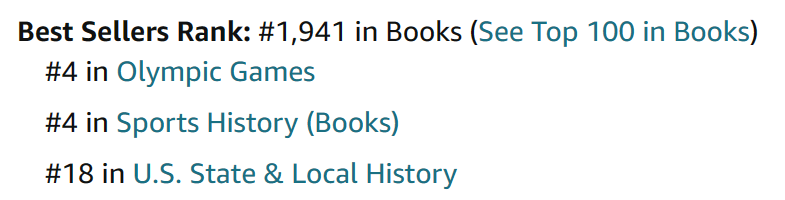 Best Sellers Rank: #1,941 in Books (See Top 100 in Books)
#4 in Olympic Games
#4 in Sports History (Books)
#18 in U.S. State & Local History